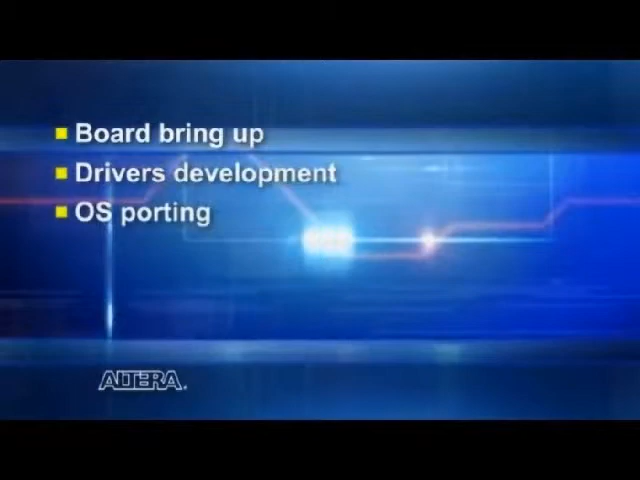 Board bring up
Drivers development
OS porting
ALTERA.